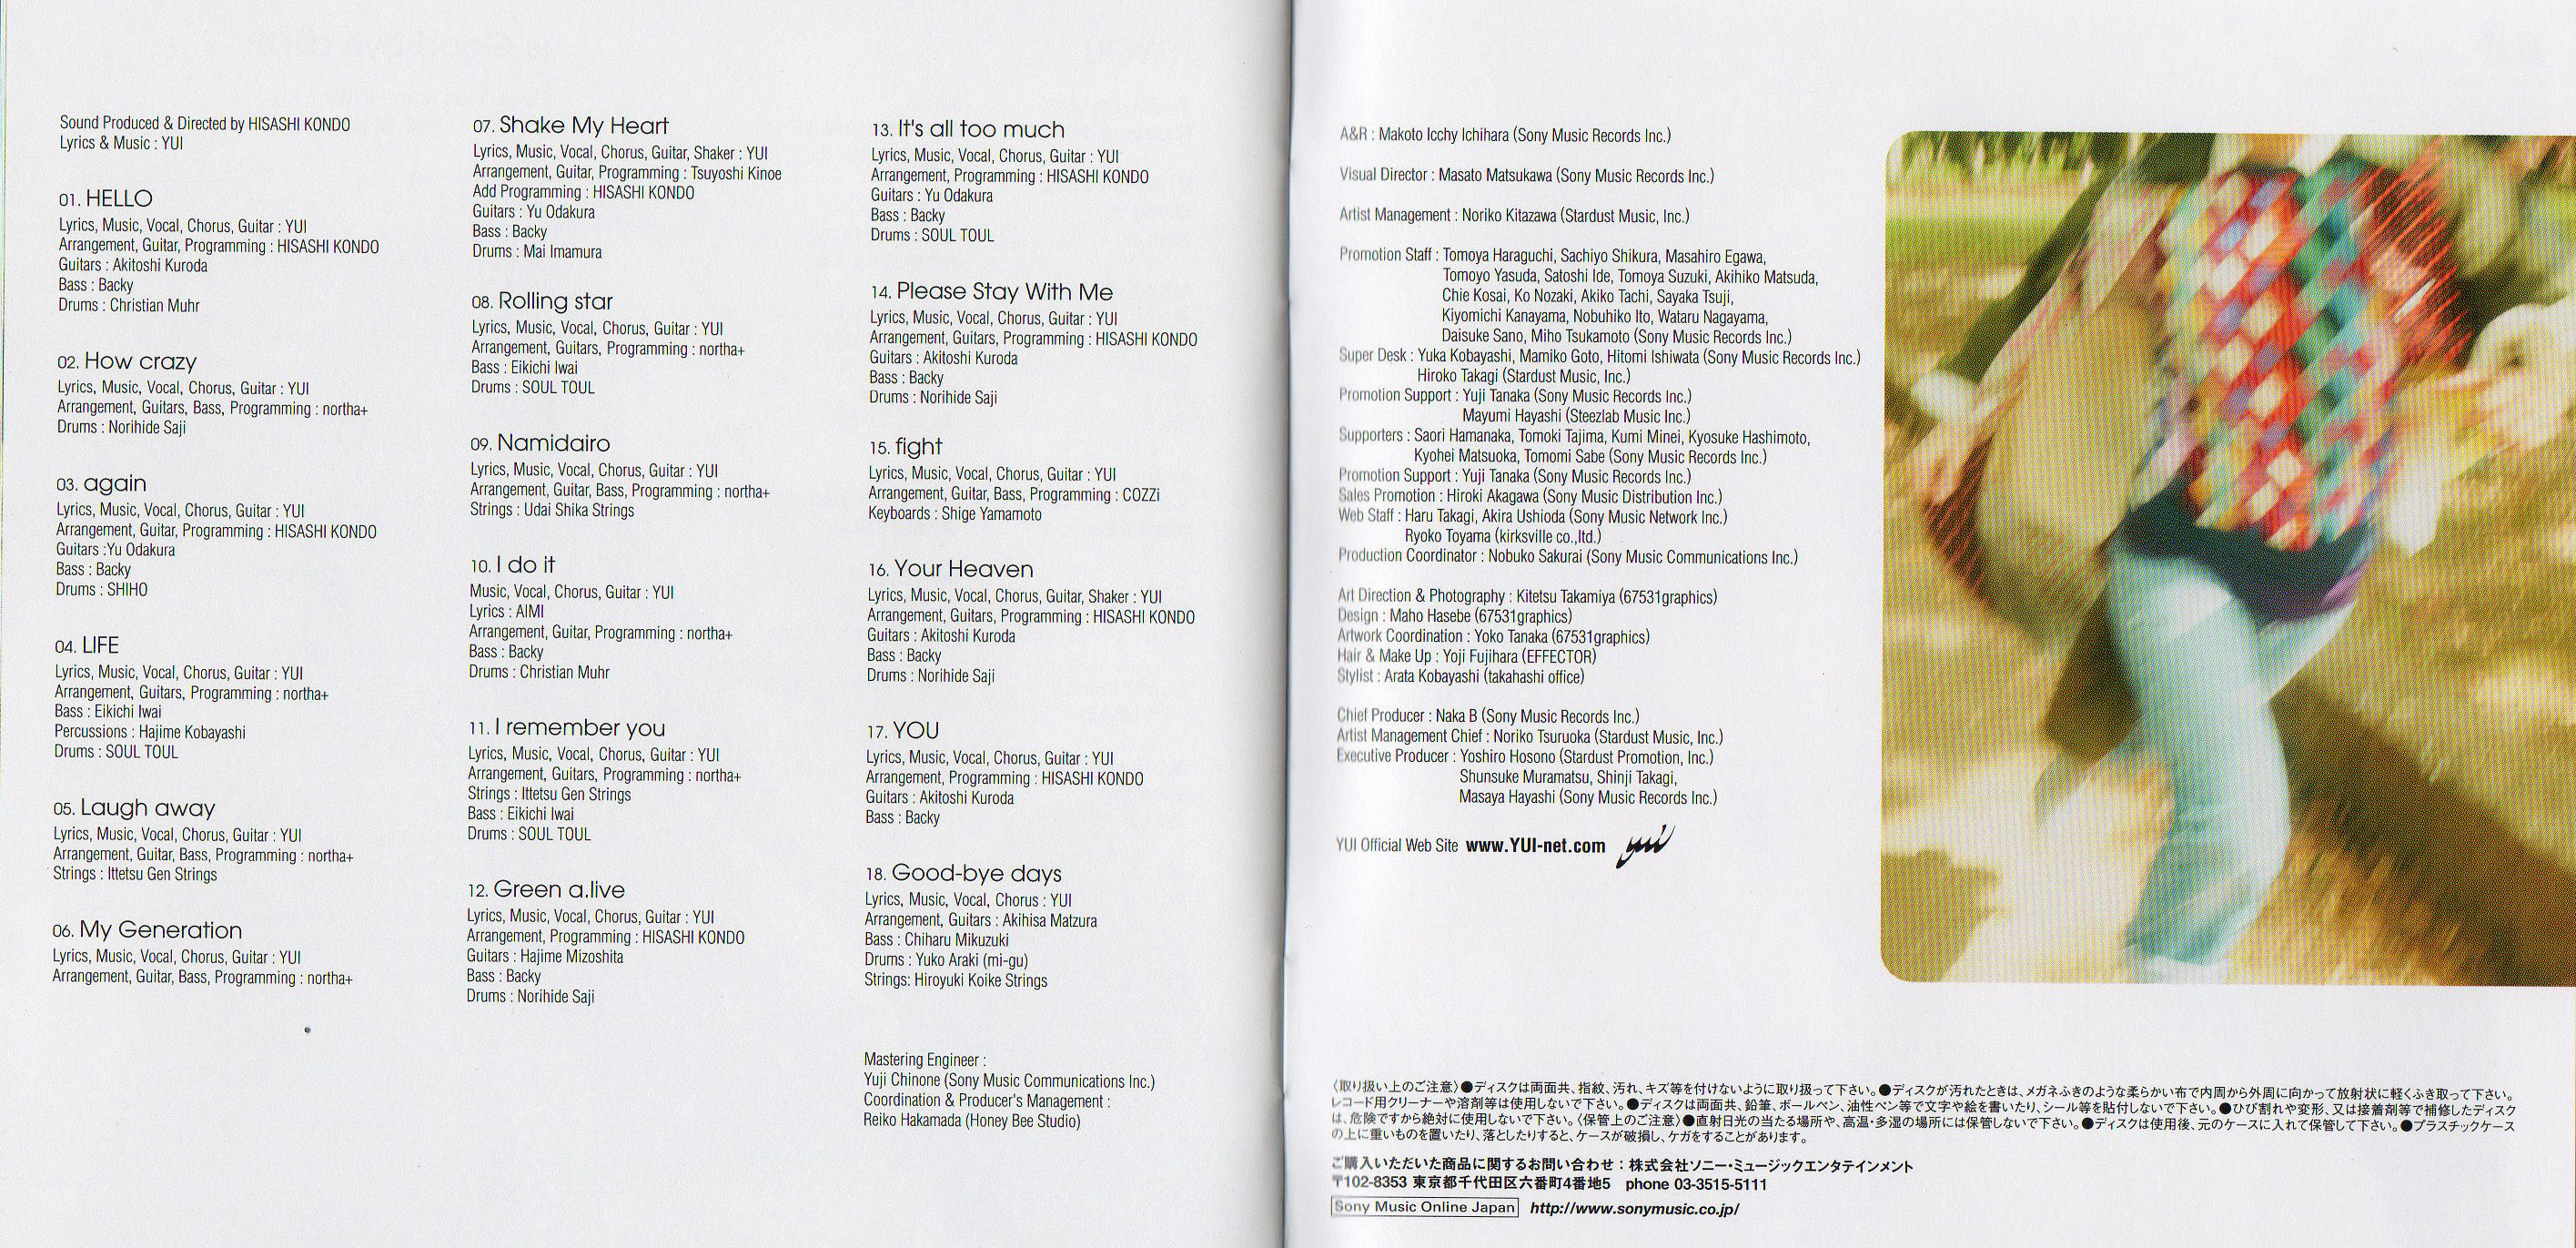 Sound Produced & Directed by HISASHI KONDO
Lyrics & Music : YUI
01. HELLO
Lyrics, Music, Vocal, Chorus, Guitar : YUI
Arrangement, Guitar, Programming : HISASHI KONDO
Guitars : Akitoshi Kuroda
Bass : Backy
Drums : Christian Muhr
02. How crazy
Lyrics, Music, Vocal, Chorus, Guitar : YUI
Arrangement, Guitars, Bass, Programming : northa+
Drums : Norihide Saji
03. again
Lyrics, Music, Vocal, Chorus, Guitar : YUI
Arrangement, Guitar, Programming : HISASHI KONDO
Guitars :Yu Odakura
Bass : Backy
Drums : SHIHO
04. LIFE
Lyrics, Music, Vocal, Chorus, Guitar : YUI
Arrangement, Guitars, Programming : northa+
Bass : Eikichi Iwai
Percussions : Hajime Kobayashi
Drums : SOUL TOUL
05. Laugh away
Lyrics, Music, Vocal, Chorus, Guitar : YUI
Arrangement, Guitar, Bass, Programming : northa+
Strings : Ittetsu Gen Strings
06. My Generation
Lyrics, Music, Vocal, Chorus, Guitar : YUI
Arrangement, Guitar, Bass, Programming : northa+
07. Shake My Heart
Lyrics, Music, Vocal, Chorus, Guitar, Shaker : YUI
Arrangement, Guitar, Programming : Tsuyoshi Kinoe
Add Programming : HISASHI KONDO
Guitars : Yu Odakura
Bass : Backy
Drums : Mai Imamura
08. Rolling star
Lyrics, Music, Vocal, Chorus, Guitar : YUI
Arrangement, Guitars, Programming : northa+
Bass : Eikichi Iwai
Drums : SOUL TOUL
09. Namidairo
Lyrics, Music, Vocal, Chorus, Guitar : YUI
Arrangement, Guitar, Bass, Programming : northa+
Strings : Udai Shika Strings
10. I do it
Music, Vocal, Chorus, Guitar : YUI
Lyrics : AIMI
Arrangement, Guitar, Programming : northa+
Bass : Backy
Drums : Christian Muhr
11. I remember you
Lyrics, Music, Vocal, Chorus, Guitar : YUI
Arrangement, Guitars, Programming : northa+
Strings : Ittetsu Gen Strings
Bass : Eikichi Iwai
Drums : SOUL TOUL
12. Green a.live
Lyrics, Music, Vocal, Chorus, Guitar : YUI
Arrangement, Programming : HISASHI KONDO
Guitars : Hajime Mizoshita
Bass : Backy
Drums : Norihide Saji
13. It's all too much
Lyrics, Music, Vocal, Chorus, Guitar : YUI
Arrangement, Programming : HISASHI KONDO
Guitars : Yu Odakura
Bass : Backy
Drums : SOUL TOUL
14. Please Stay With Me
Lyrics, Music, Vocal, Chorus, Guitar : YUI
Arrangement, Guitars, Programming : HISASHI KONDO
Guitars : Akitoshi Kuroda
Bass : Backy
Drums : Norihide Saji
15. fight
Lyrics, Music, Vocal, Chorus, Guitar : YUI
Arrangement, Guitar, Bass, Programming : COZZi
Keyboards : Shige Yamamoto
16. Your Heaven
Lyrics, Music, Vocal, Chorus, Guitar, Shaker : YUI
Arrangement, Guitars, Programming : HISASHI KONDO
Guitars : Akitoshi Kuroda
Bass : Backy
Drums : Norihide Saji
17. YOU
Lyrics, Music, Vocal, Chorus, Guitar : YUI
Arrangement, Programming : HISASHI KONDO
Guitars : Akitoshi Kuroda
Bass : Backy
18. Good-bye days
Lyrics, Music, Vocal, Chorus : YUI
Arrangement, Guitars : Akihisa Matzura
Bass : Chiharu Mikuzuki
Drums : Yuko Araki (mi-gu)
Strings: Hiroyuki Koike Strings
Mastering Engineer :
Yuji Chinone (Sony Music Communications Inc.)
Coordination & Producer's Management :
Reiko Hakamada (Honey Bee Studio)
A&R : Makoto Icchy Ichihara (Sony Music Records Inc.)
Visual Director : Masato Matsukawa (Sony Music Records Inc.)
Artist Management : Noriko Kitazawa (Stardust Music, Inc.)
Promotion Staff : Tomoya Haraguchi, Sachiyo Shikura, Masahiro Egawa,
Tomoyo Yasuda, Satoshi Ide, Tomoya Suzuki, Akihiko Matsuda,
Chie Kosai, Ko Nozaki, Akiko Tachi, Sayaka Tsuji,
Kiyomichi Kanayama, Nobuhiko Ito, Wataru Nagayama,
Daisuke Sano, Miho Tsukamoto (Sony Music Records Inc.)
Super Desk : Yuka Kobayashi, Mamiko Goto, Hitomi Ishiwata (Sony Music Records Inc.)
Hiroko Takagi (Stardust Music, Inc.)
Promotion Support : Yuji Tanaka (Sony Music Records Inc.)
Mayumi Hayashi (Steezlab Music Inc.)
Supporters : Saori Hamanaka, Tomoki Tajima, Kumi Minei, Kyosuke Hashimoto,
Kyohei Matsuoka, Tomomi Sabe (Sony Music Records Inc.)
Promotion Support : Yuji Tanaka (Sony Music Records Inc.)
Sales Promotion : Hiroki Akagawa (Sony Music Distribution Inc.)
Web Staff : Haru Takagi, Akira Ushioda (Sony Music Network Inc.)
Ryoko Toyama (kirksville co.,ltd.)
Production Coordinator : Nobuko Sakurai (Sony Music Communications Inc.)
Art Direction & Photography : Kitetsu Takamiya (67531graphics)
Design : Maho Hasebe (67531graphics)
Artwork Coordination : Yoko Tanaka (67531graphics)
Hair & Make Up : Yoji Fujihara (EFFECTOR)
Stylist : Arata Kobayashi (takahashi office)
Chief Producer : Naka B (Sony Music Records Inc.)
Artist Management Chief : Noriko Tsuruoka (Stardust Music, Inc.)
Executive Producer : Yoshiro Hosono (Stardust Promotion, Inc.)
Shunsuke Muramatsu, Shinji Takagi,
Masaya Hayashi (Sony Music Records Inc.)
YUI Official Web Site www.YUI-net.com yui
〈取り扱い上のご注意〉●ディスクは両面共、指紋、汚れ、キズ等を付けないように取り扱って下さい。●ディスクが汚れたときは、メガネふきのような柔らかい布で内周から外周に向かって放射状に軽くふき取って下さい。
レコード用クリーナーや溶剤等は使用しないで下さい。●ディスクは両面共、鉛筆、ボールペン、油性ペン等で文字や絵を書いたり、シール等を貼付しないで下さい。●ひび割れや変形、又は接着剤等で補修したディスク
は、危険ですから絶対に使用しないで下さい。〈保管上のご注意〉●直射日光の当たる場所や、高温・多湿の場所には保管しないで下さい。●ディスクは使用後、元のケースに入れて保管して下さい。●プラスチックケース
の上に重いものを置いたり、落としたりすると、ケースが破損し、ケガをすることがあります。
ご購入いただいた商品に関するお問い合わせ：株式会社ソニー・ミュージックエンタテインメント
〒102-8353 東京都千代田区六番町4番地5 phone 03-3515-5111
Sony Music Online Japan http://www.sonymusic.co.jp/